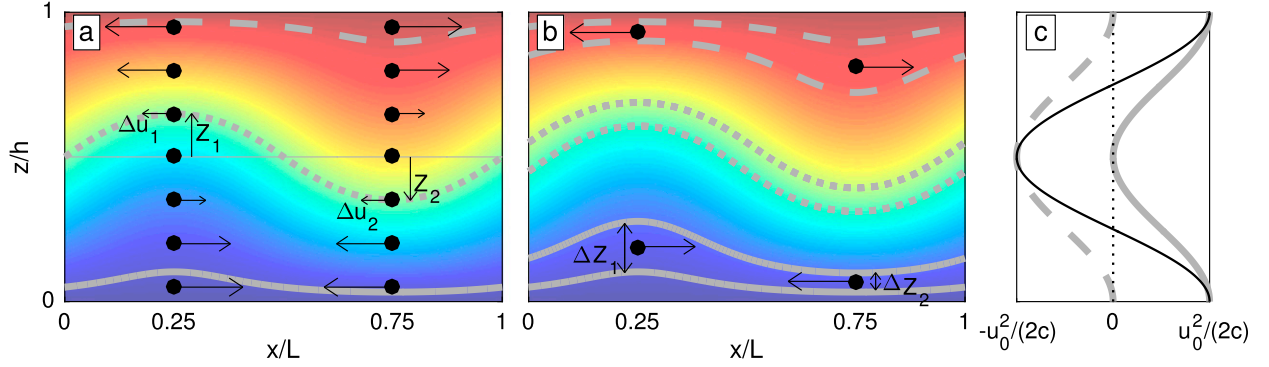 a
b
c
1
z/h
0
Δu₁
Z₁
Z₂
Δu₂
ΔZ₁
ΔZ₂
0 0.25 0.75 1
0 0.25 0.75 1
-u₀²/(2c) 0 u₀²/(2c)
x/L
x/L